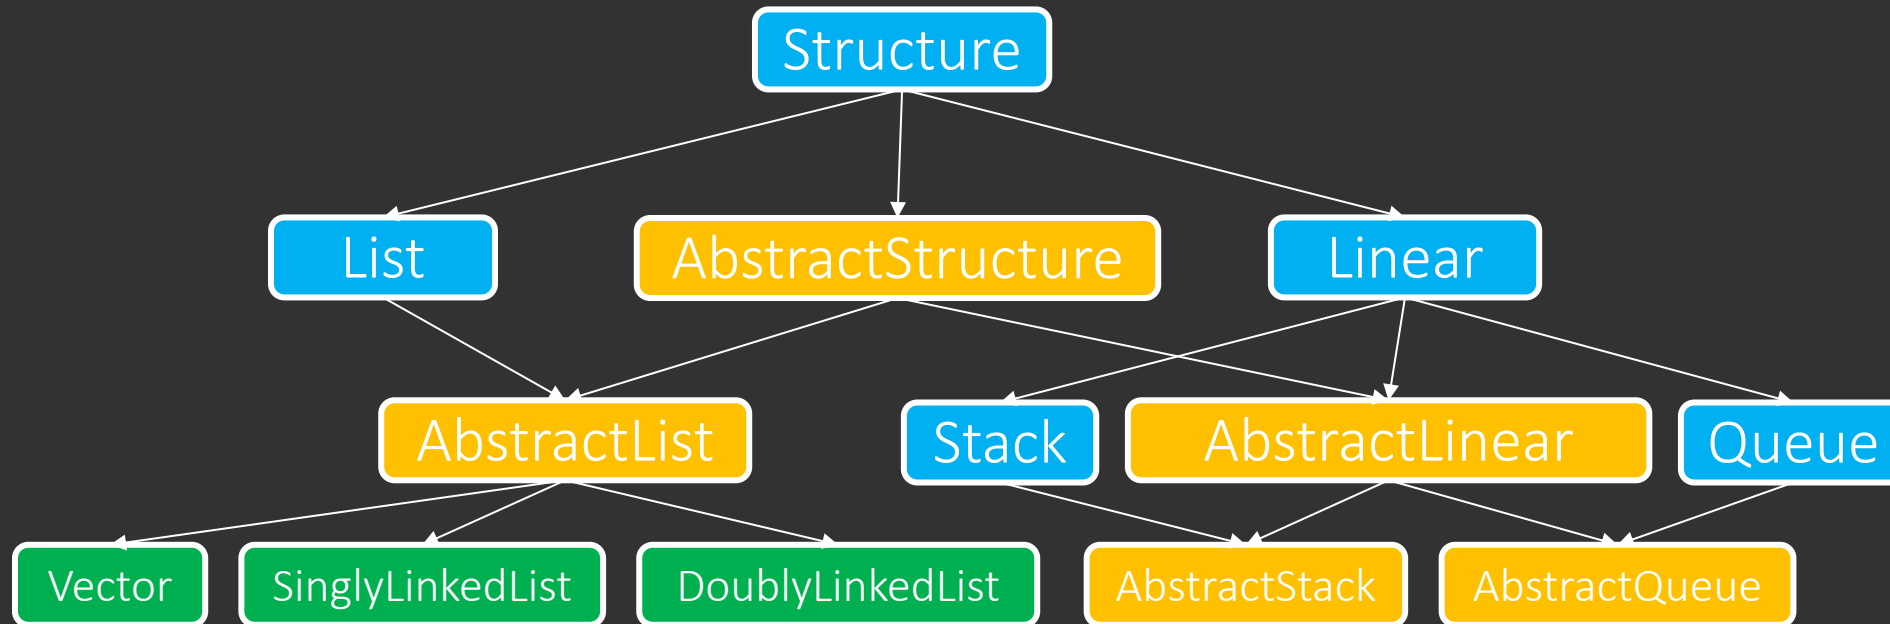 Structure
List
AbstractStructure
Linear
AbstractList
Stack
AbstractLinear
Queue
Vector
SinglyLinkedList
DoublyLinkedList
AbstractStack
AbstractQueue